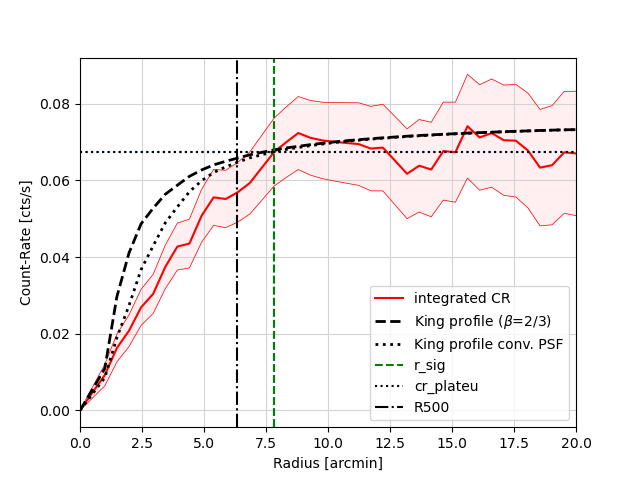 0.08
0.06
0.04
0.02
0.00
Count-Rate [cts/s]
integrated CR
King profile (β=2/3)
King profile conv. PSF
r_sig
cr_plateu
R500
0.0 2.5 5.0 7.5 10.0 12.5 15.0 17.5 20.0
Radius [arcmin]